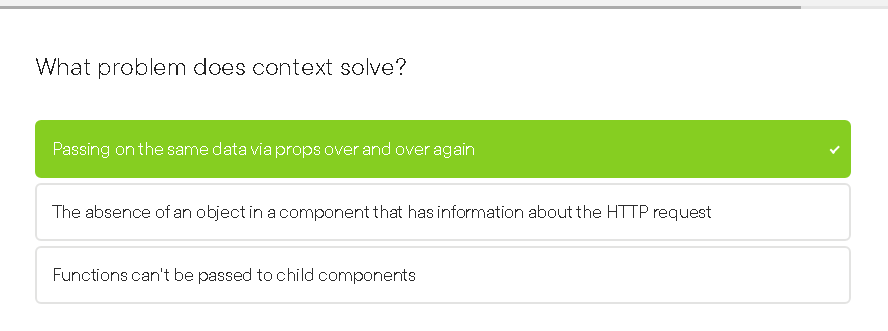 What problem does context solve?
Passing on the same data via props over and over again
The absence of an object in a component that has information about the HTTP request
Functions can't be passed to child components